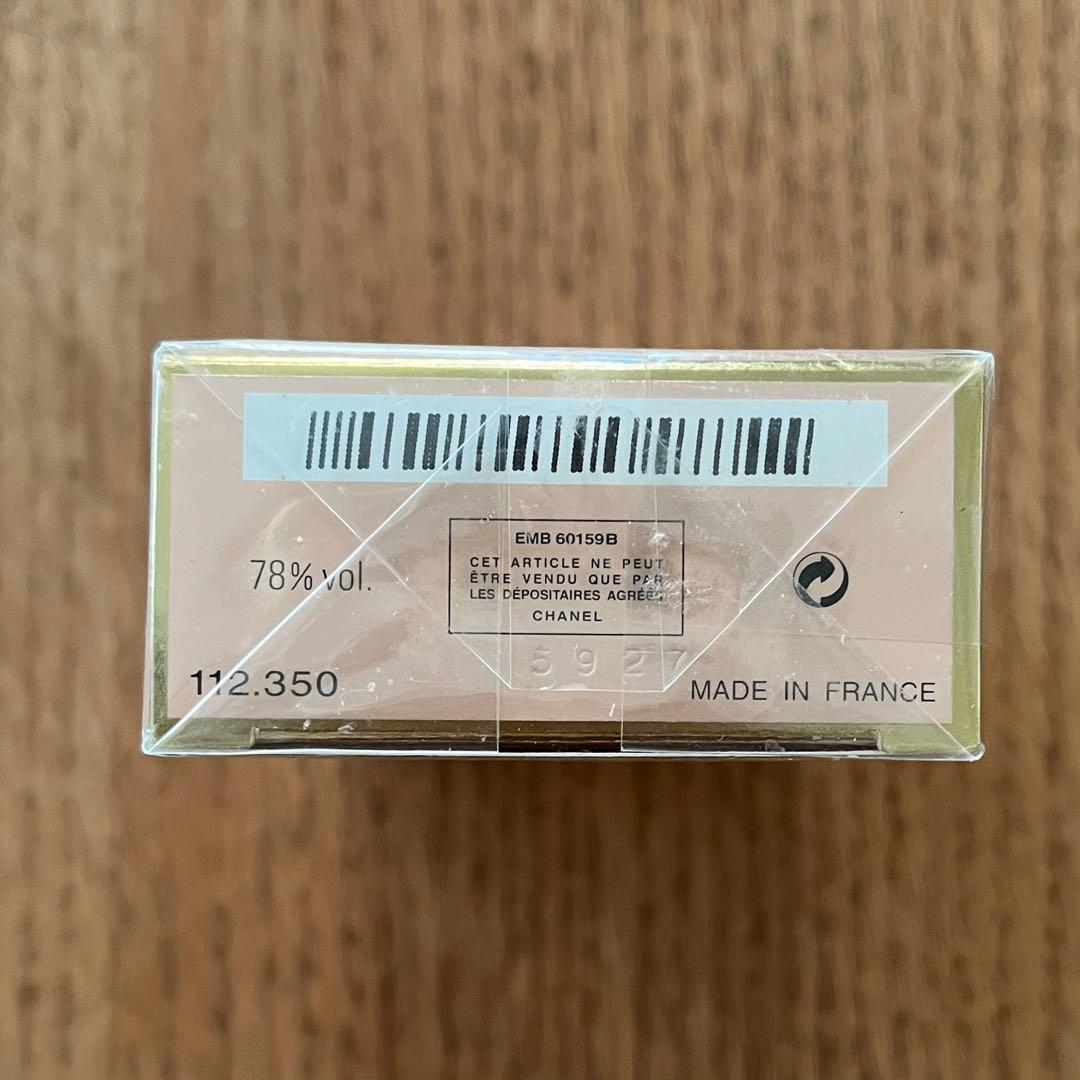 EMB 60159B
CET ARTICLE NE PEUT
ÊTRE VENDU QUE PAR
LES DÉPOSITAIRES AGRÉÉS
CHANEL
78% vol.
5927
112.350
MADE IN FRANCE